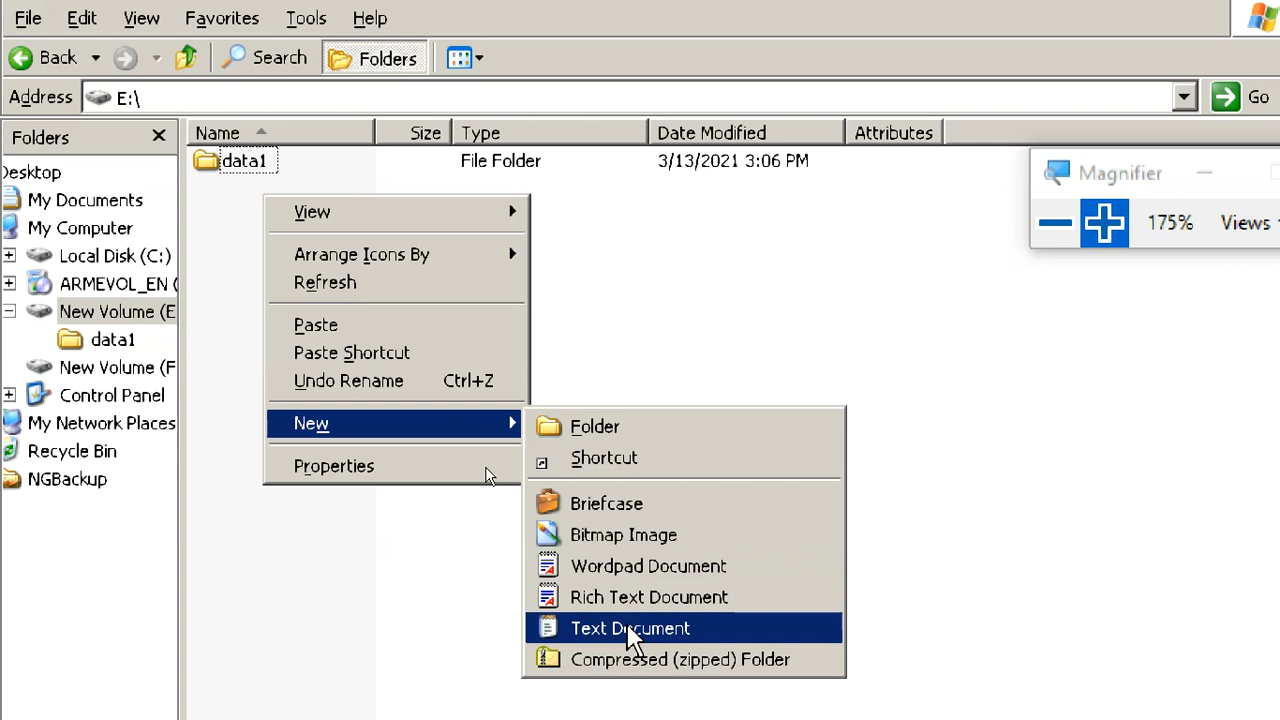 File Edit View Favorites Tools Help
Back Search Folders
Address E:\ Go
Folders
Name Size Type Date Modified Attributes
data1 File Folder 3/13/2021 3:06 PM
Magnifier
175% Views
Desktop
My Documents
My Computer
Local Disk (C:)
ARMEVOL_EN (
New Volume (E
data1
New Volume (F
Control Panel
My Network Places
Recycle Bin
NGBackup
View
Arrange Icons By
Refresh
Paste
Paste Shortcut
Undo Rename Ctrl+Z
New
Properties
Folder
Shortcut
Briefcase
Bitmap Image
Wordpad Document
Rich Text Document
Text Document
Compressed (zipped) Folder